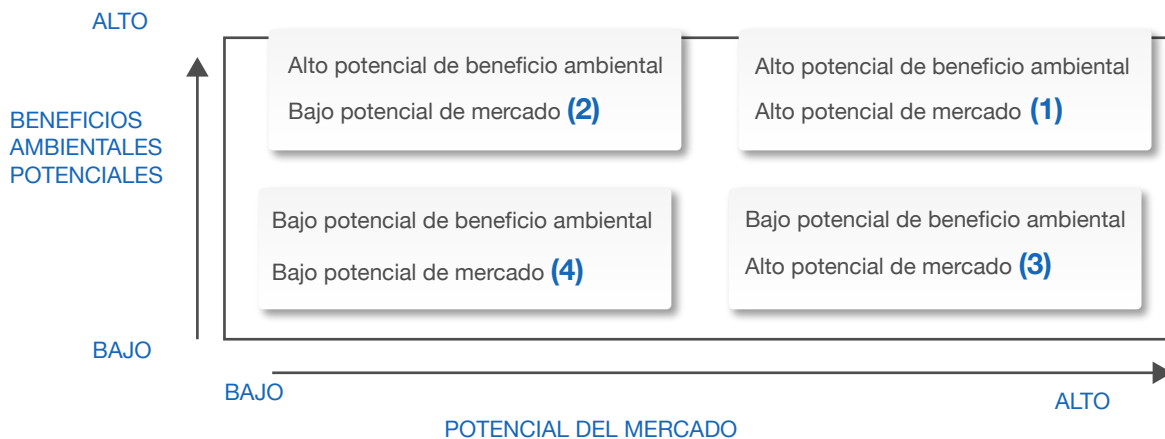 ALTO
Alto potencial de beneficio ambiental
Bajo potencial de mercado (2)
Alto potencial de beneficio ambiental
Alto potencial de mercado (1)
BENEFICIOS
AMBIENTALES
POTENCIALES
Bajo potencial de beneficio ambiental
Bajo potencial de mercado (4)
Bajo potencial de beneficio ambiental
Alto potencial de mercado (3)
BAJO
BAJO
ALTO
POTENCIAL DEL MERCADO